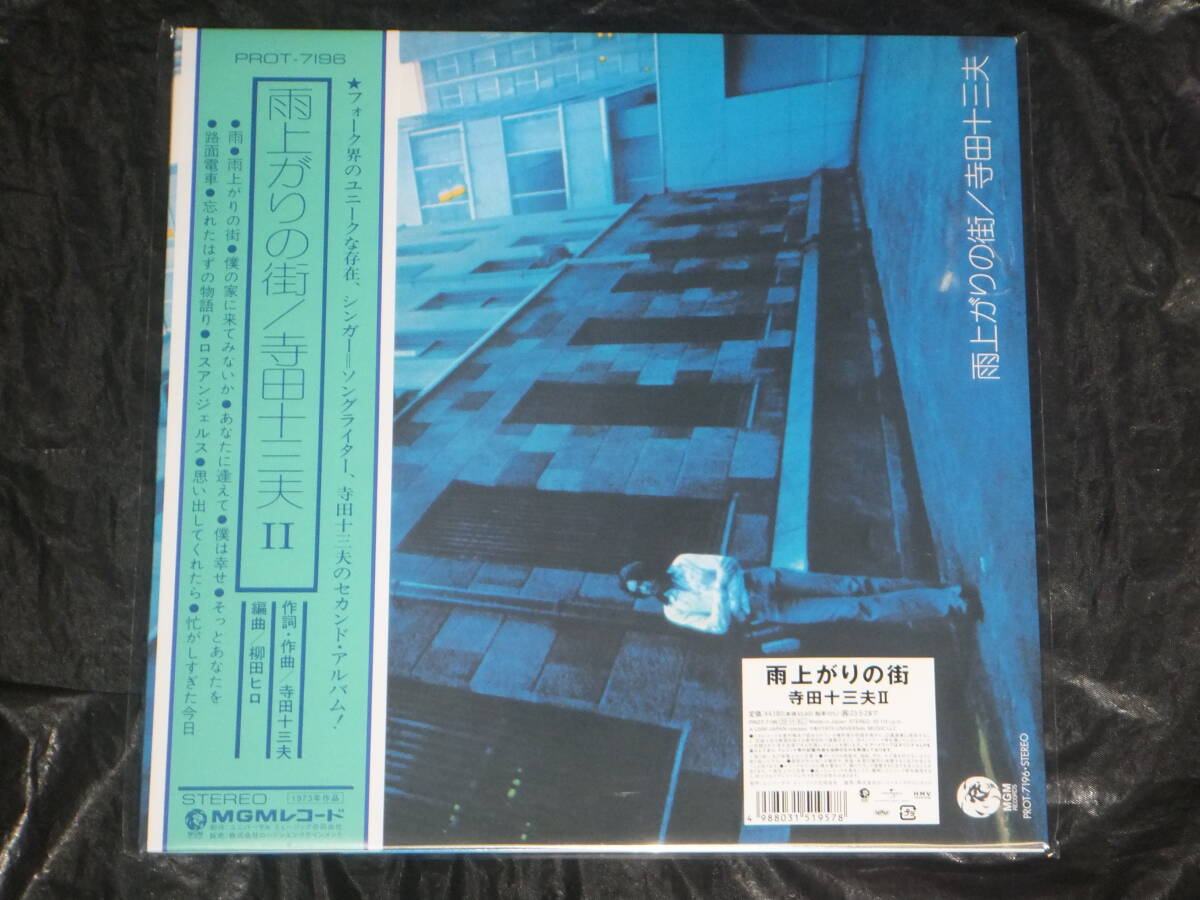 PROT-7196
雨上がりの街/寺田十三夫 II
★フォーク界のユニークな存在、シンガー=ソングライター、寺田十三夫のセカンド・アルバム!
●雨●雨上がりの街●僕の家に来てみないか●あなたに逢えて●僕は幸せ●そっとあなたを
●路面電車●忘れたはずの物語り●ロスアンジェルス●思い出してくれたら●忙がしすぎた今日
作詞・作曲/寺田十三夫
編曲/柳田ヒロ
STEREO
1973年作品
MGMレコード
雨上がりの街/寺田十三夫
雨上がりの街
寺田十三夫II
4 988031 519578
HMV
MGM
RECORDS
PROT-7196・STEREO